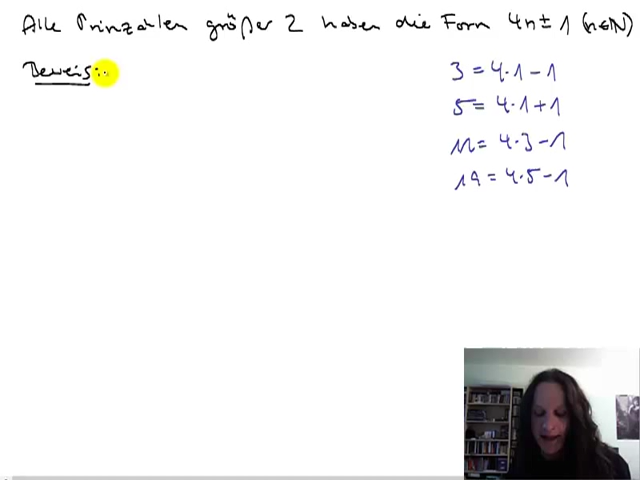 Alle Prinzahlen größer 2 haben die Form 4n ± 1 (n∈ℕ)
Beweis:
3 = 4·1 − 1
5 = 4·1 + 1
11 = 4·3 − 1
19 = 4·5 − 1